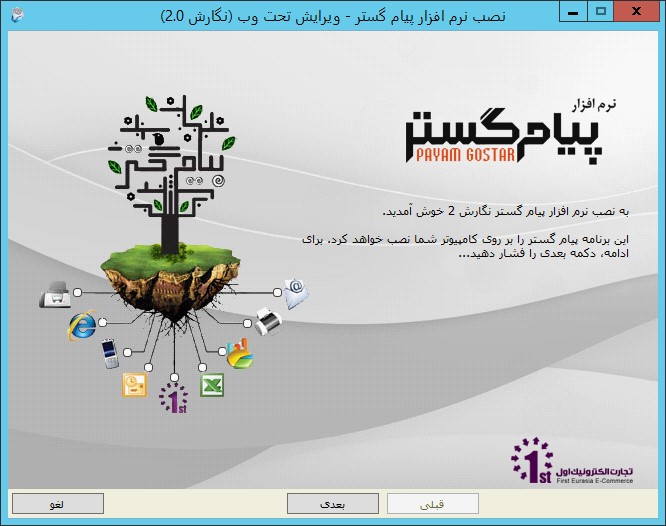 نصب نرم افزار پیام گستر - ویرایش تحت وب (نگارش 2.0)
نرم افزار
پیام گستر
PAYAM GOSTAR
به نصب نرم افزار پیام گستر نگارش 2 خوش آمدید.
این برنامه پیام گستر را بر روی کامپیوتر شما نصب خواهد کرد. برای
ادامه، دکمه بعدی را فشار دهید...
1st
1st
تجارت الکترونیک اول
First Eurasia E-Commerce
قبلی
بعدی
لغو